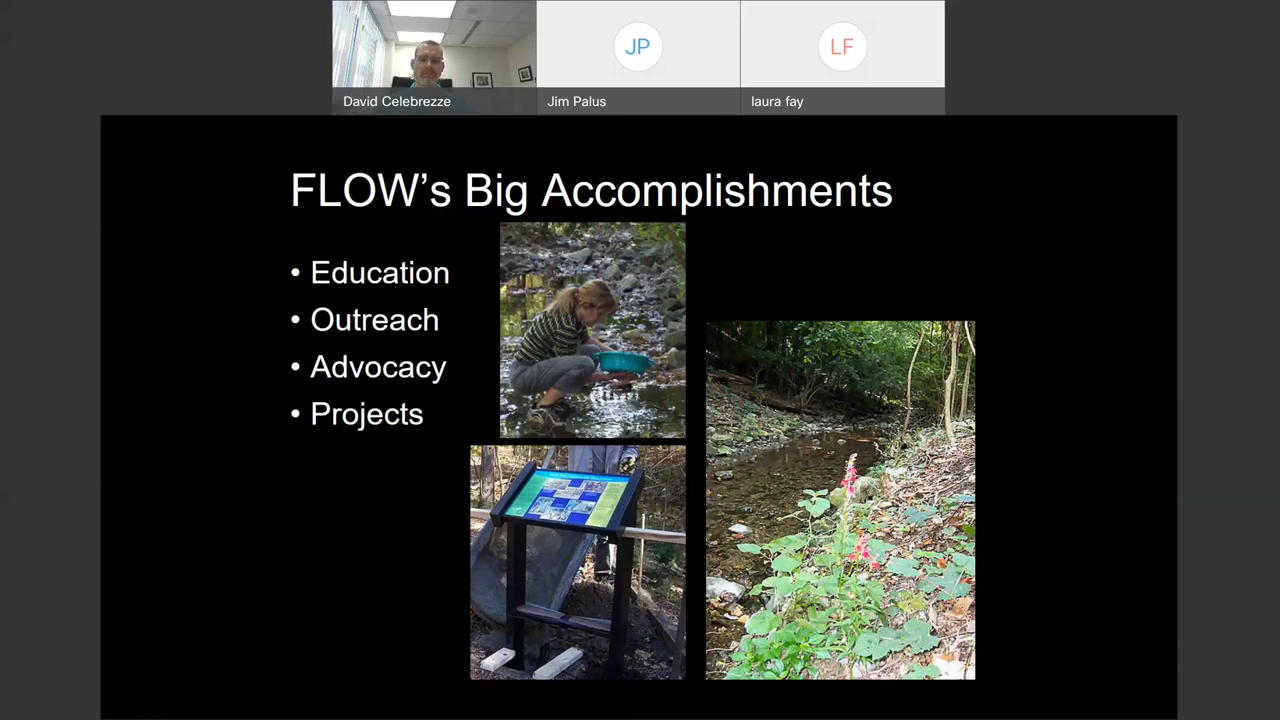 JP
LF
David Celebrezze
Jim Palus
laura fay
FLOW’s Big Accomplishments
• Education
• Outreach
• Advocacy
• Projects